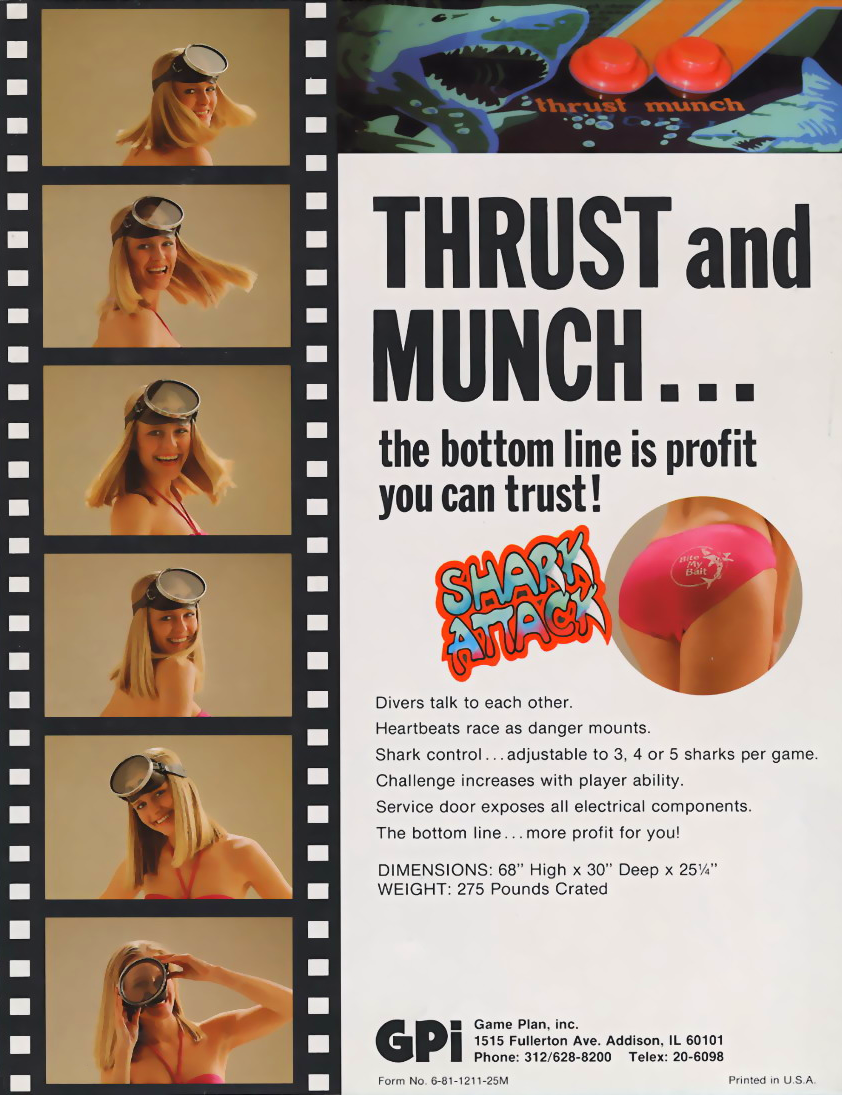 thrust munch
THRUST and
MUNCH...
the bottom line is profit
you can trust!
SHARK
ATTACK
Bite
My
Bait
Divers talk to each other.
Heartbeats race as danger mounts.
Shark control...adjustable to 3, 4 or 5 sharks per game.
Challenge increases with player ability.
Service door exposes all electrical components.
The bottom line...more profit for you!
DIMENSIONS: 68” High x 30” Deep x 25¼”
WEIGHT: 275 Pounds Crated
GPi
Game Plan, inc.
1515 Fullerton Ave. Addison, IL 60101
Phone: 312/628-8200 Telex: 20-6098
Form No. 6-81-1211-25M
Printed in U.S.A.